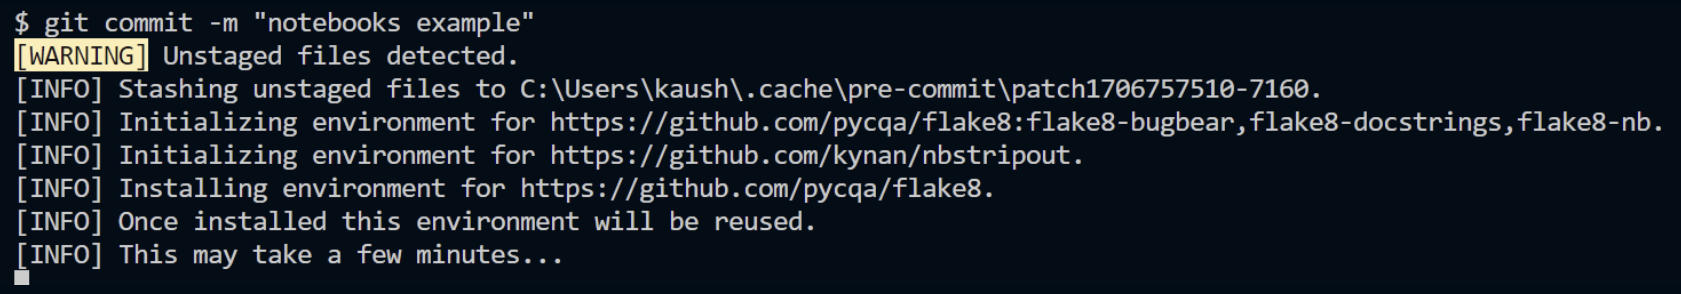 $ git commit -m "notebooks example"
[WARNING] Unstaged files detected.
[INFO] Stashing unstaged files to C:\Users\kaush\.cache\pre-commit\patch1706757510-7160.
[INFO] Initializing environment for https://github.com/pycqa/flake8:flake8-bugbear,flake8-docstrings,flake8-nb.
[INFO] Initializing environment for https://github.com/kynan/nbstripout.
[INFO] Installing environment for https://github.com/pycqa/flake8.
[INFO] Once installed this environment will be reused.
[INFO] This may take a few minutes...